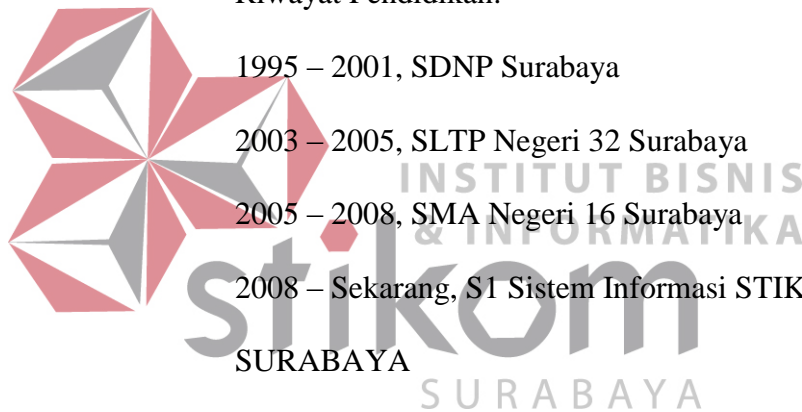 1995 – 2001, SDNP Surabaya
2003 – 2005, SLTP Negeri 32 Surabaya
INSTITUT BISNIS
2005 – 2008, SMA Negeri 16 Surabaya
& INFORMATIKA
2008 – Sekarang, S1 Sistem Informasi STIK
stikom
SURABAYA
SURABAYA